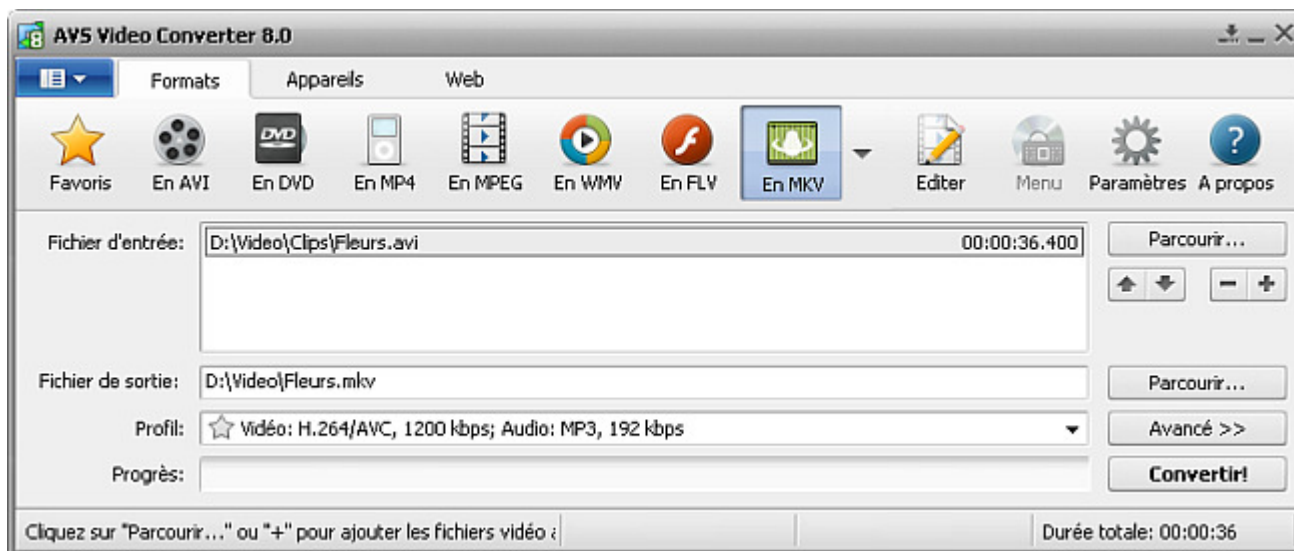 AVS Video Converter 8.0
Formats Appareils Web
DVD
Favoris En AVI En DVD En MP4 En MPEG En WMV En FLV En MKV Editer Menu Paramètres A propos
Fichier d'entrée: D:\Video\Clips\Fleurs.avi 00:00:36.400 Parcourir...
Fichier de sortie: D:\Video\Fleurs.mkv Parcourir...
Profil: Vidéo: H.264/AVC, 1200 kbps; Audio: MP3, 192 kbps Avancé >>
Progrès: Convertir!
Cliquez sur "Parcourir..." ou "+" pour ajouter les fichiers vidéo Durée totale: 00:00:36